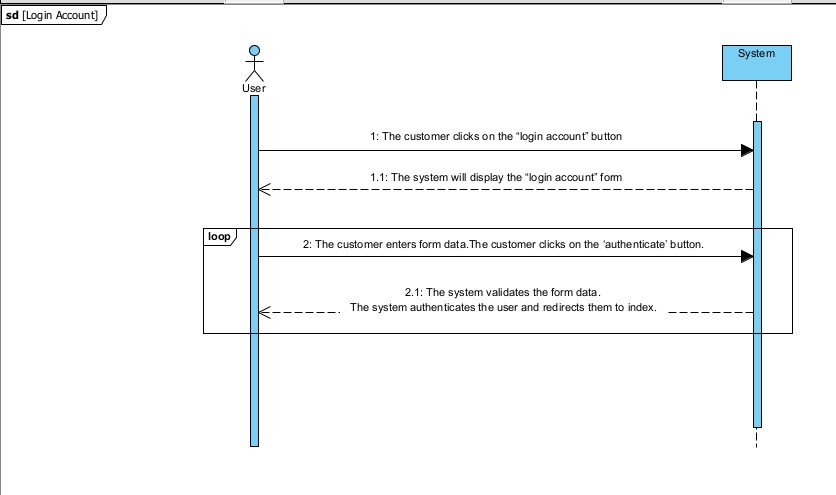 sd [Login Account]
System
User
1: The customer clicks on the “login account” button
1.1: The system will display the “login account” form
loop
2: The customer enters form data.The customer clicks on the ‘authenticate’ button.
2.1: The system validates the form data.
The system authenticates the user and redirects them to index.